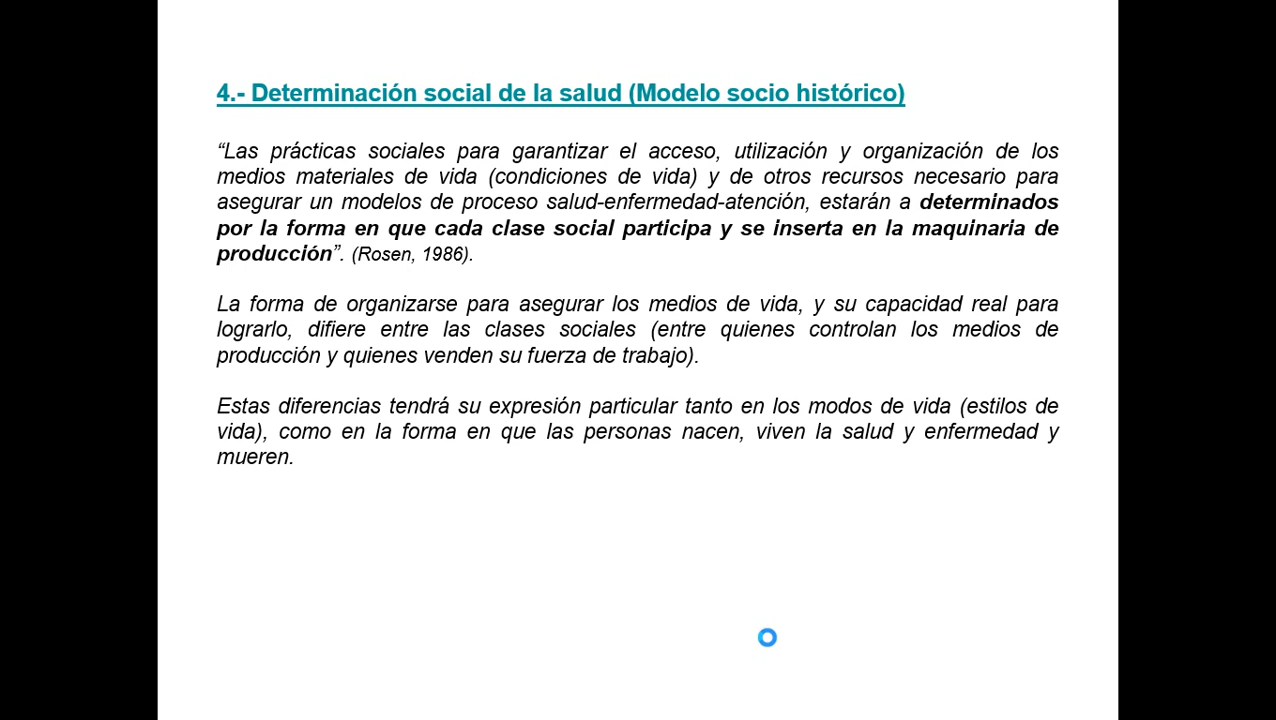 4.- Determinación social de la salud (Modelo socio histórico)
“Las prácticas sociales para garantizar el acceso, utilización y organización de los
medios materiales de vida (condiciones de vida) y de otros recursos necesario para
asegurar un modelos de proceso salud-enfermedad-atención, estarán a determinados
por la forma en que cada clase social participa y se inserta en la maquinaria de
producción”. (Rosen, 1986).
La forma de organizarse para asegurar los medios de vida, y su capacidad real para
lograrlo, difiere entre las clases sociales (entre quienes controlan los medios de
producción y quienes venden su fuerza de trabajo).
Estas diferencias tendrá su expresión particular tanto en los modos de vida (estilos de
vida), como en la forma en que las personas nacen, viven la salud y enfermedad y
mueren.